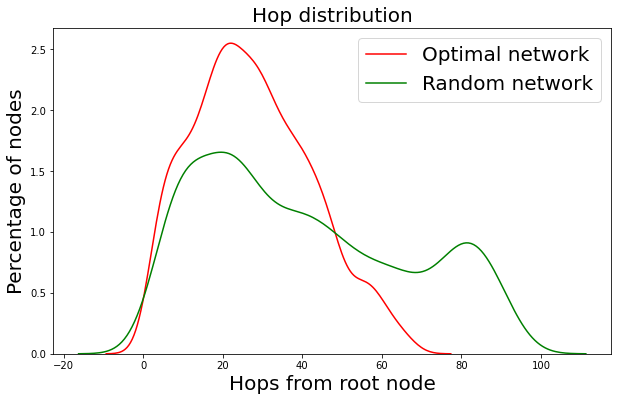 Hop distribution
Optimal network
Random network
Percentage of nodes
2.5
2.0
1.5
1.0
0.5
0.0
−20
0
20
40
60
80
100
Hops from root node